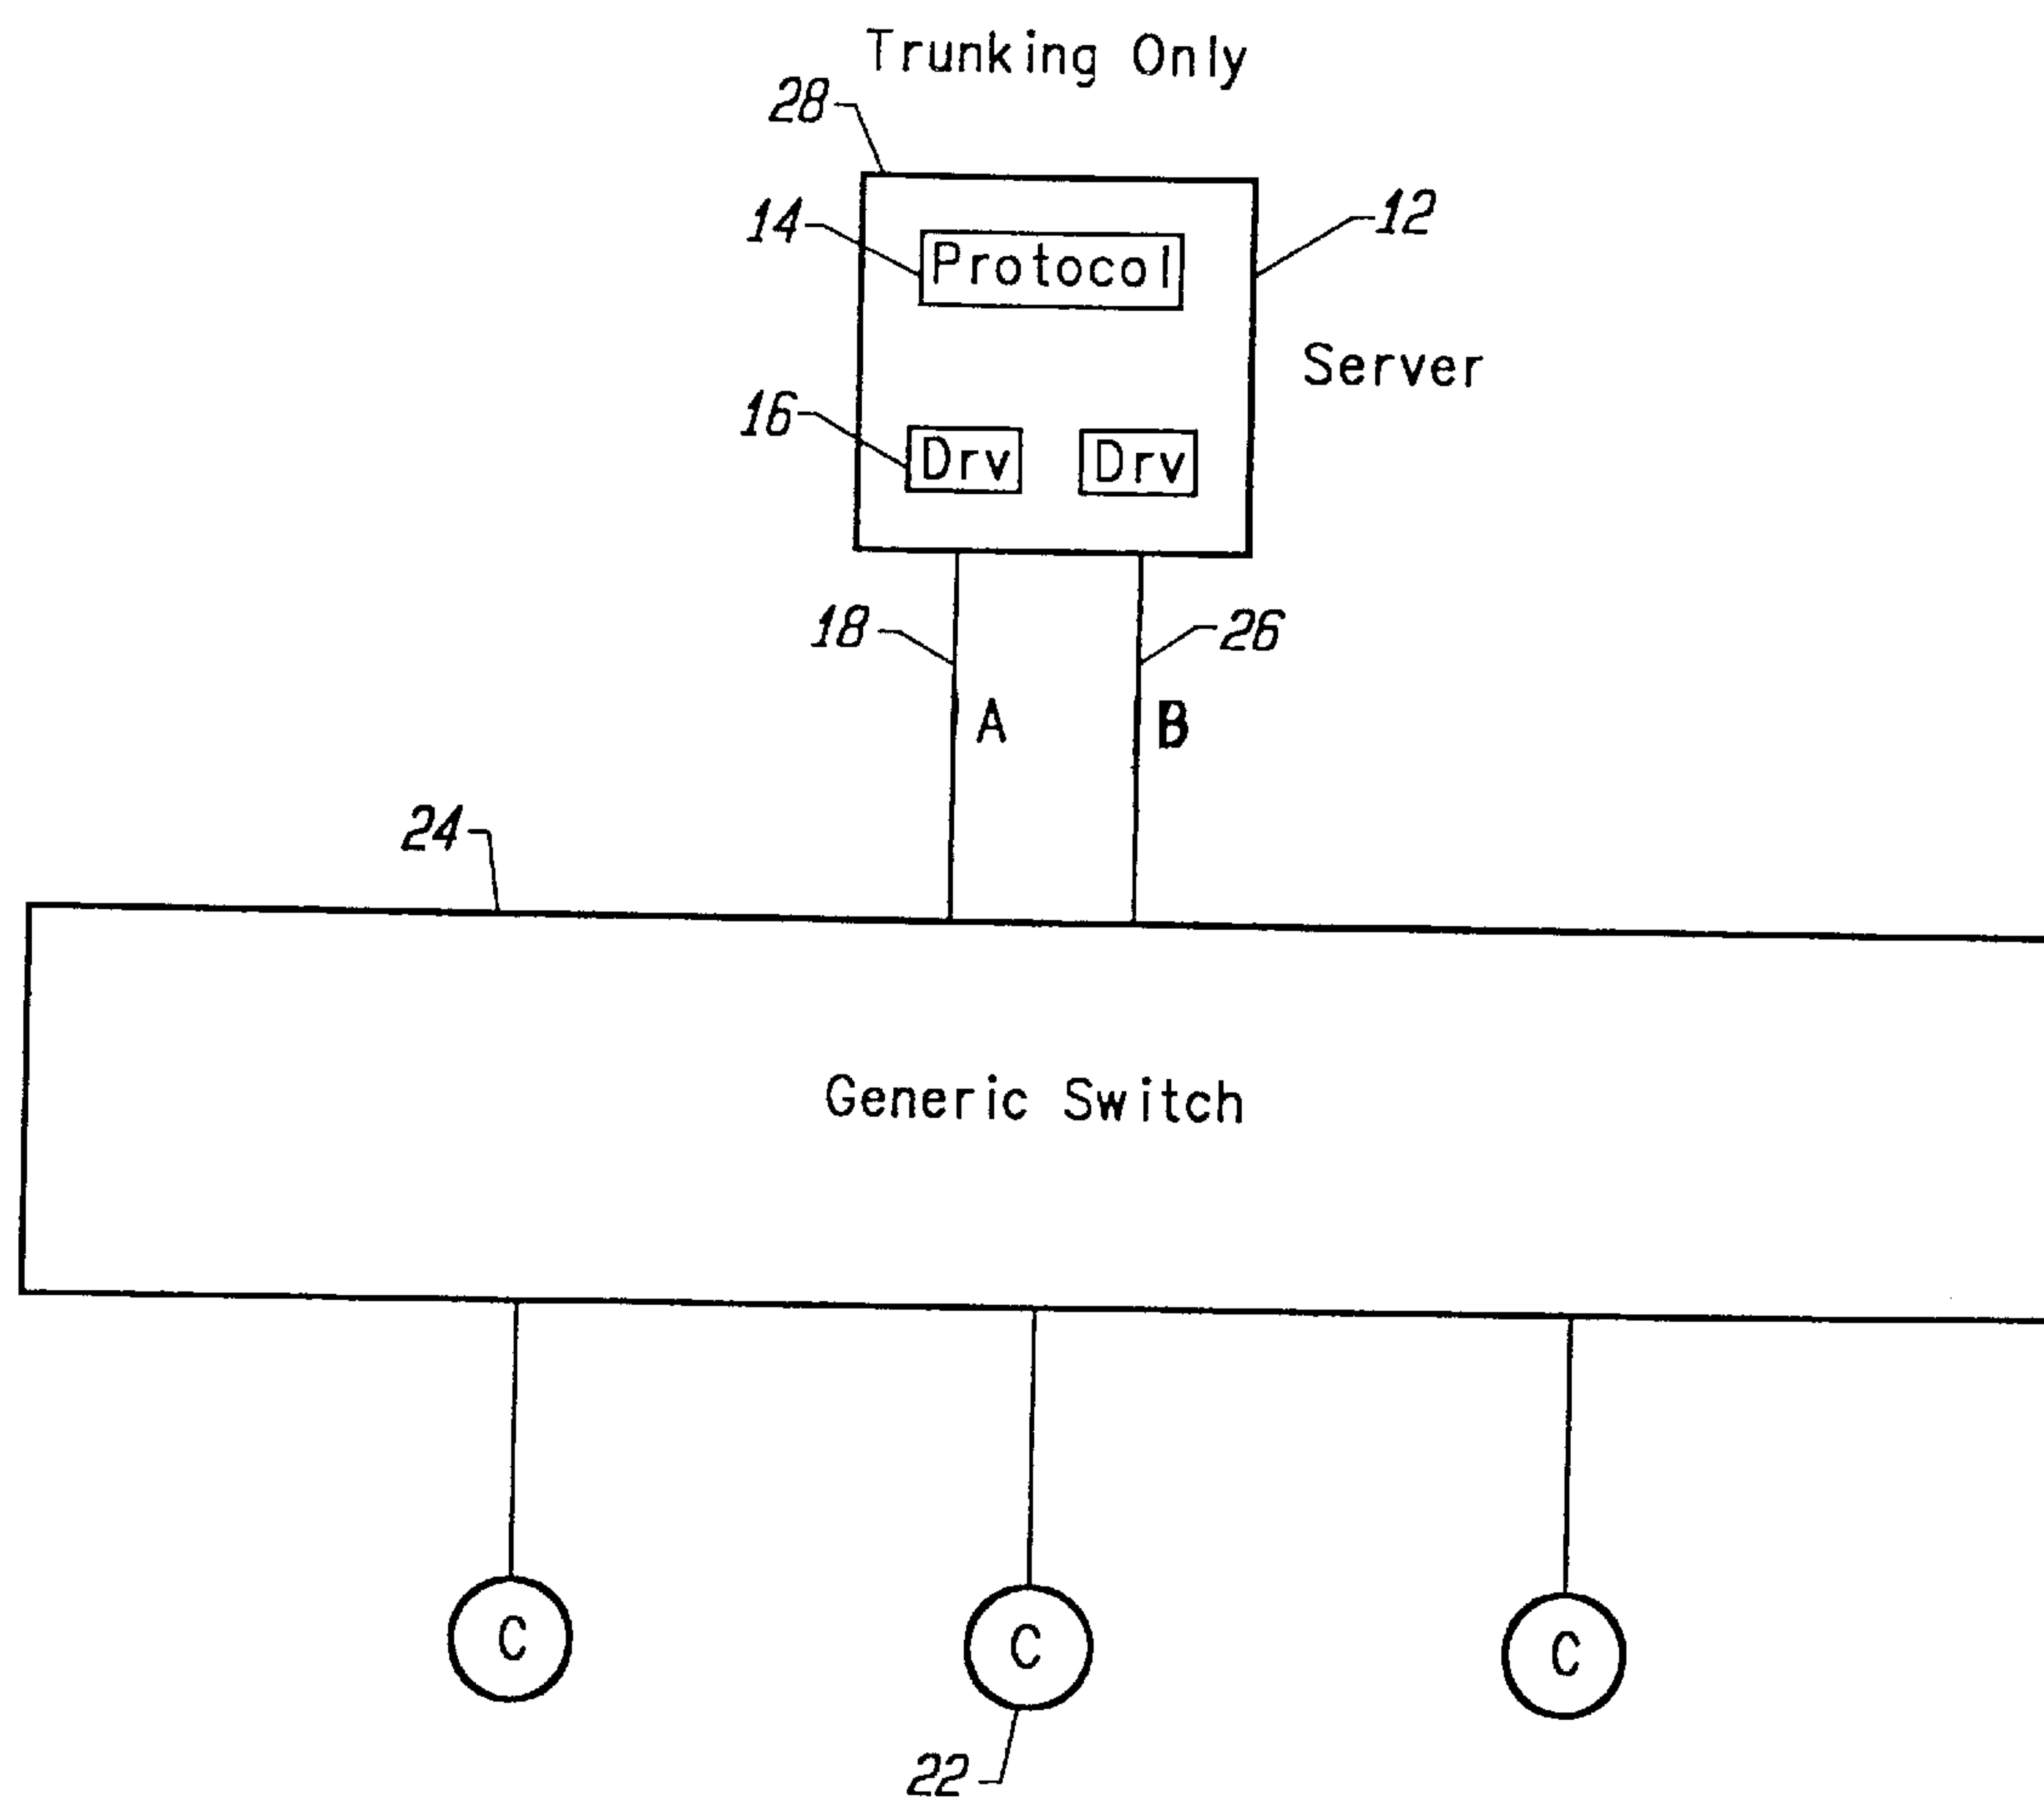 Trunking Only
28
14
Protocol
12
Server
16
Drv
Drv
18
26
A
B
24
Generic Switch
C
C
C
22